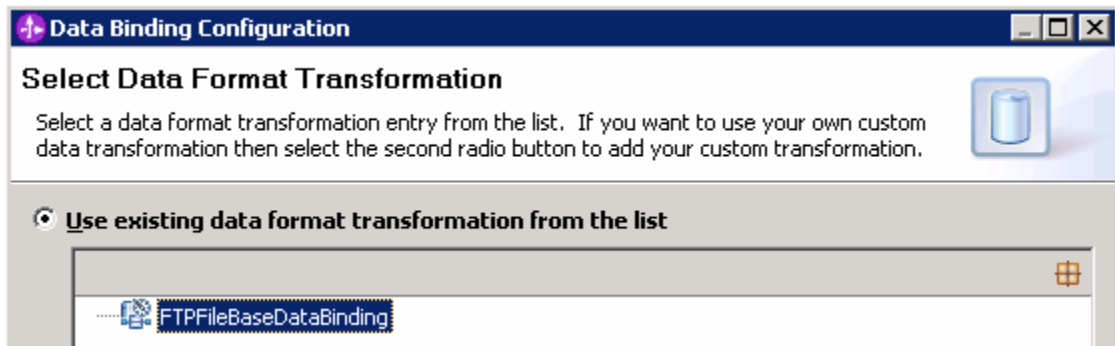 Data Binding Configuration
Select Data Format Transformation
Select a data format transformation entry from the list.  If you want to use your own custom
data transformation then select the second radio button to add your custom transformation.
Use existing data format transformation from the list
FTPFileBaseDataBinding